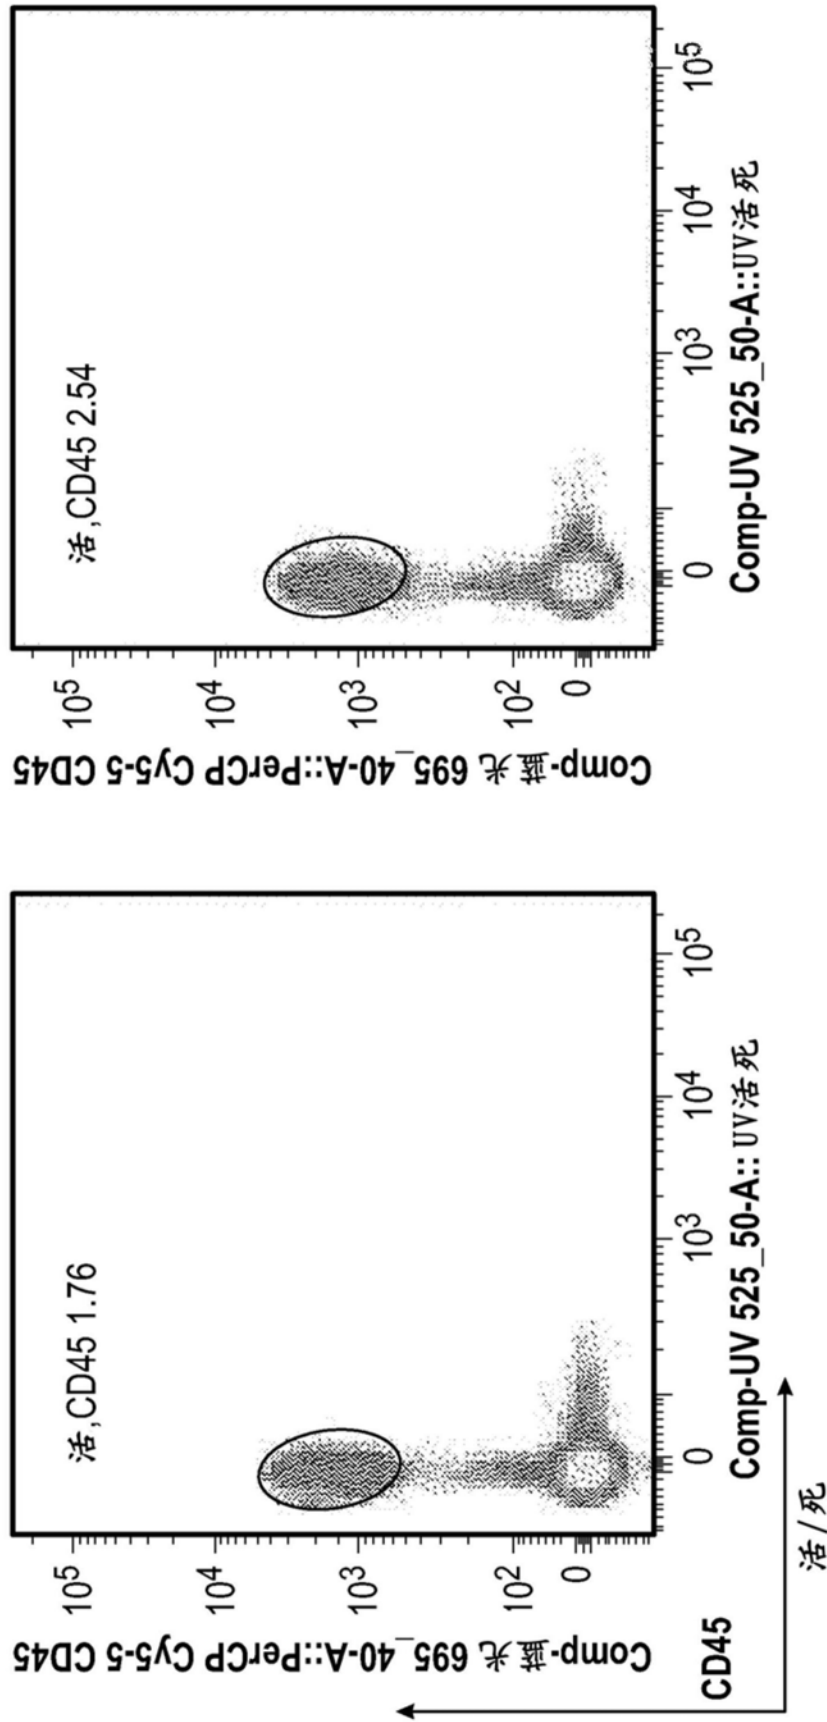 活,CD45 1.76
Comp-蓝光 695_40-A::PerCP Cy5-5 CD45
10⁵
10⁴
10³
10²
0
0
10³
10⁴
10⁵
Comp-UV 525_50-A:: UV活死
CD45
活/死
活,CD45 2.54
Comp-蓝光 695_40-A::PerCP Cy5-5 CD45
10⁵
10⁴
10³
10²
0
0
10³
10⁴
10⁵
Comp-UV 525_50-A::UV活死